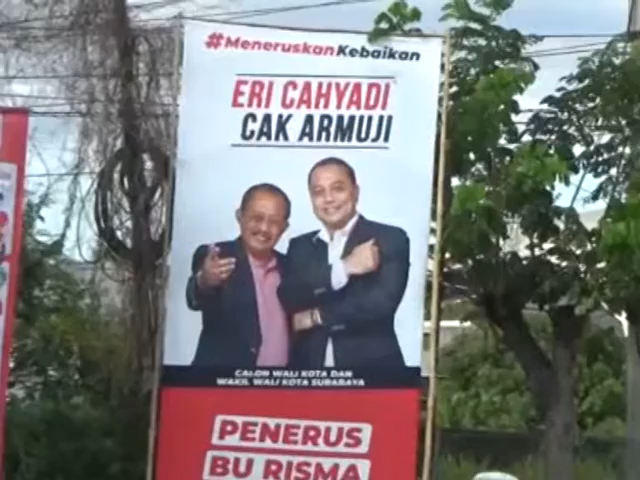 #MeneruskanKebaikan
ERI CAHYADI
CAK ARMUJI
CALON WALI KOTA DAN
WAKIL WALI KOTA SURABAYA
PENERUS
BU RISMA